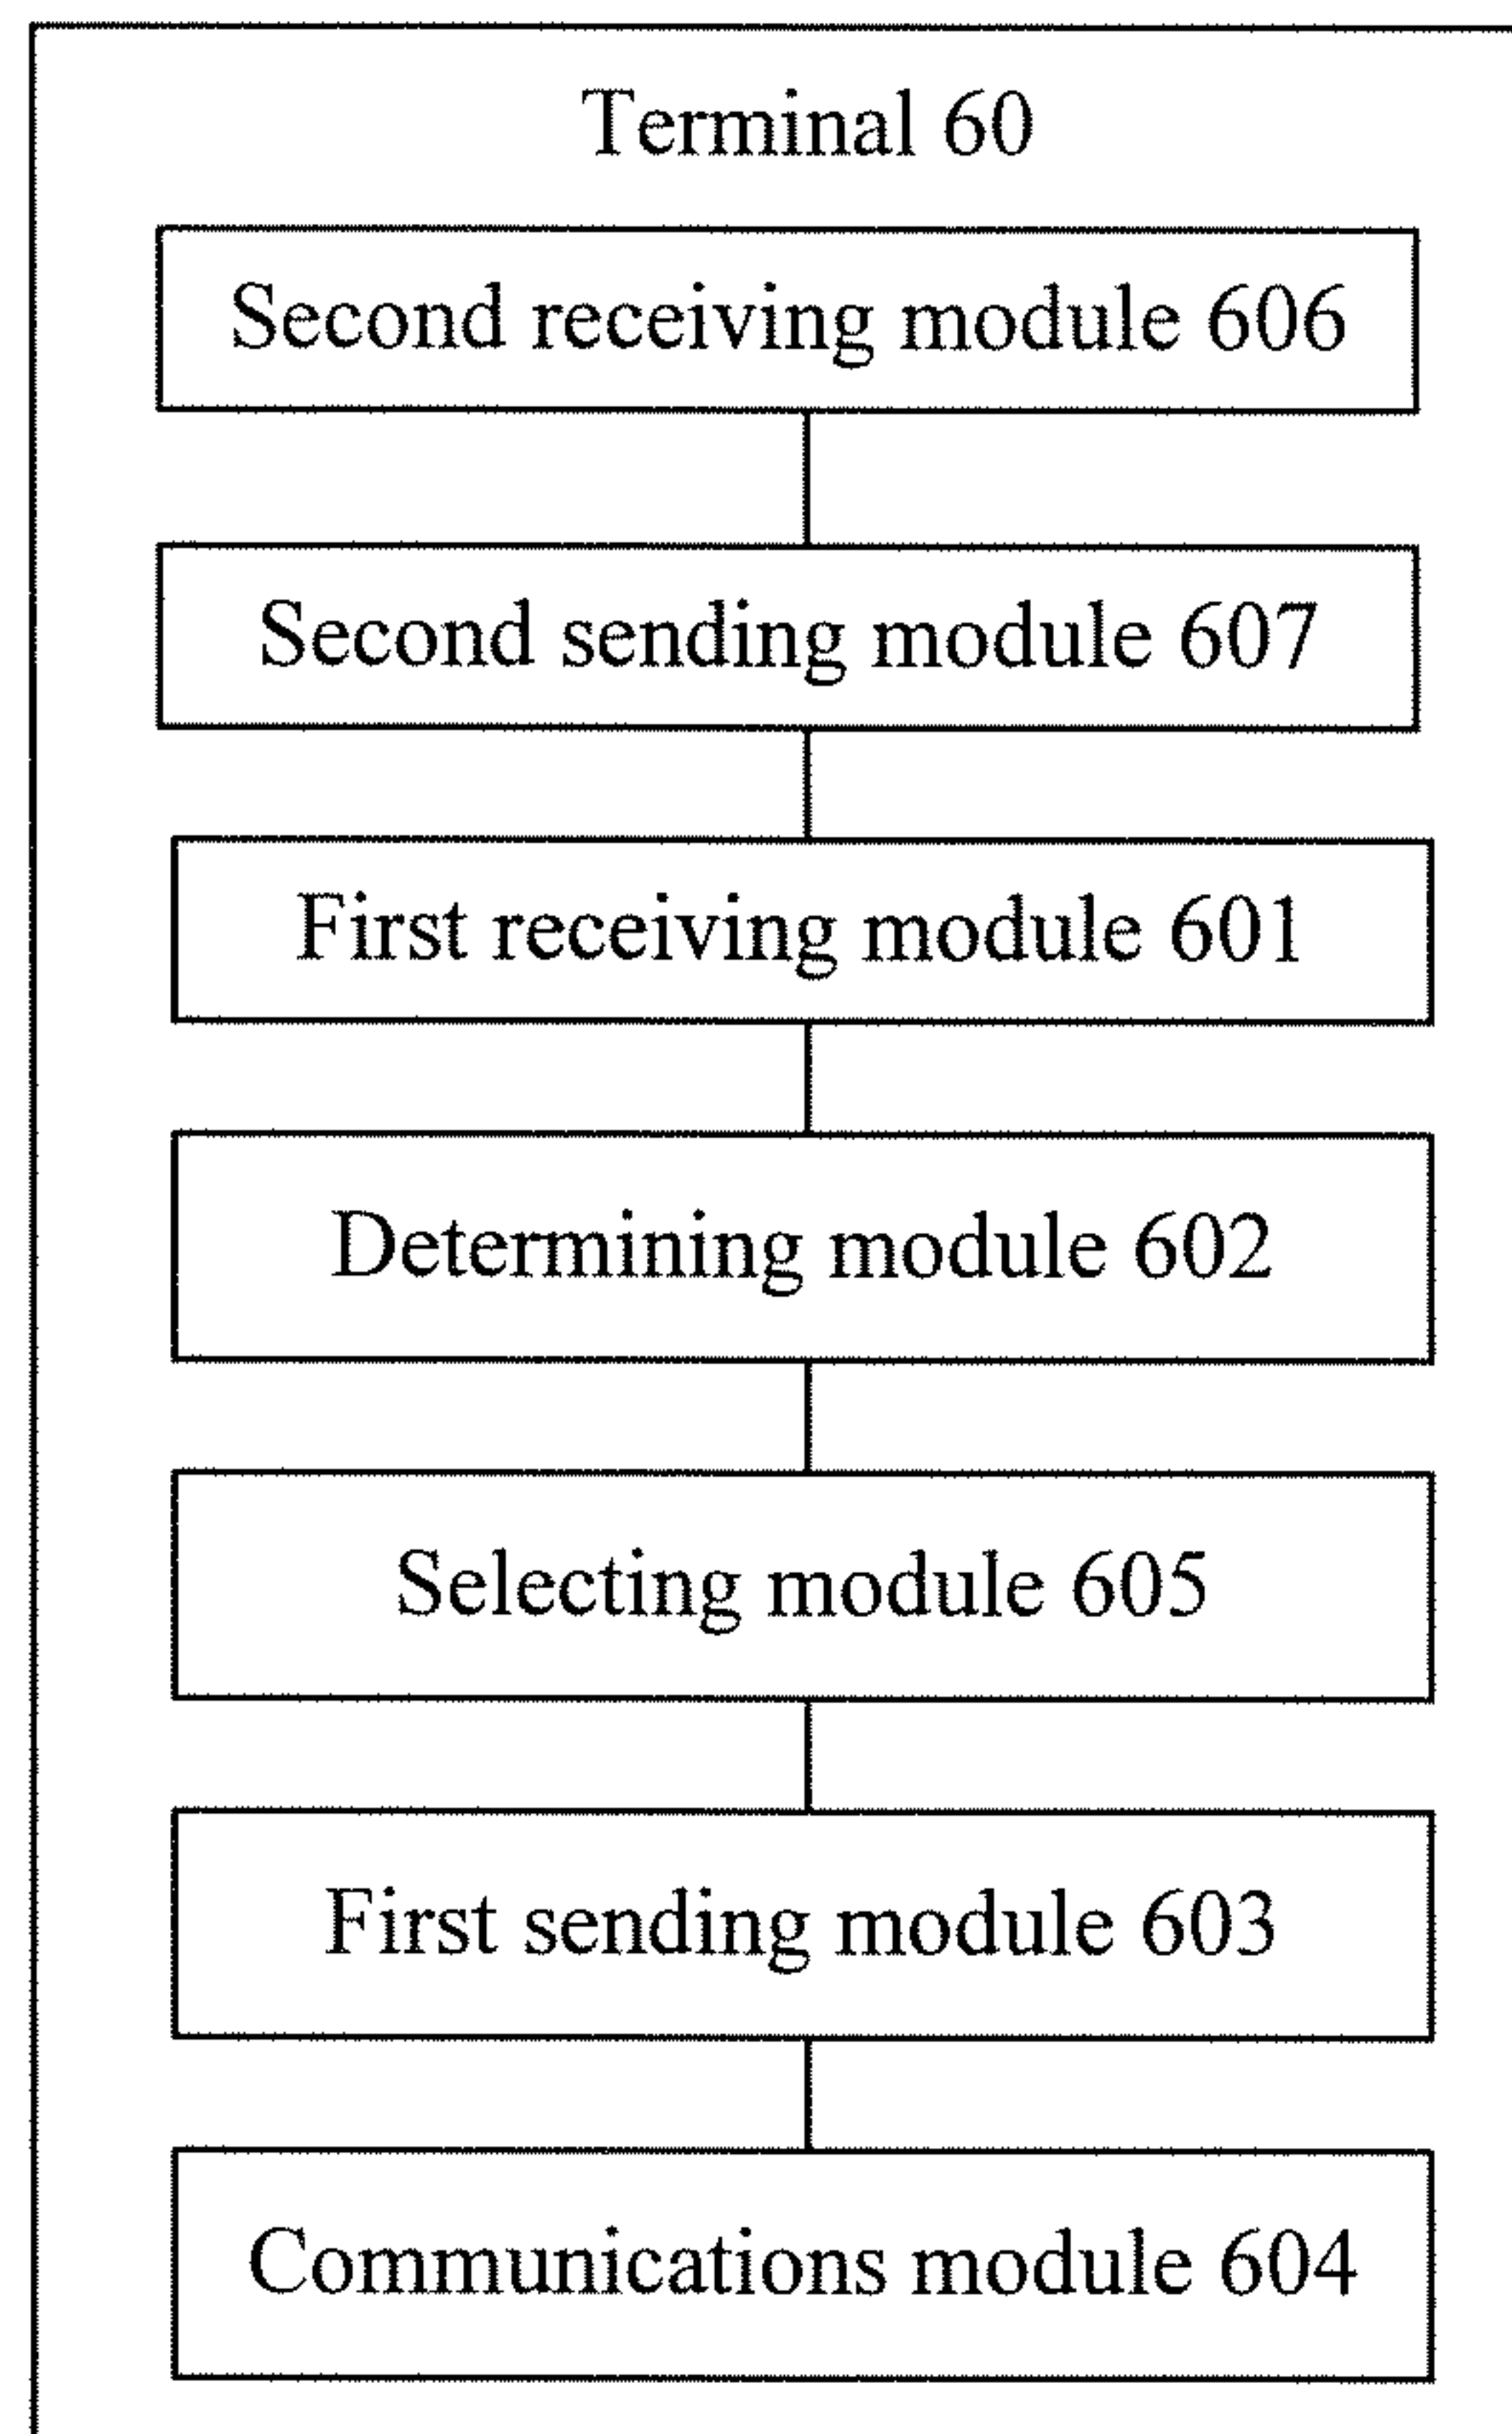 Terminal 60
Second receiving module 606
Second sending module 607
First receiving module 601
Determining module 602
Selecting module 605
First sending module 603
Communications module 604